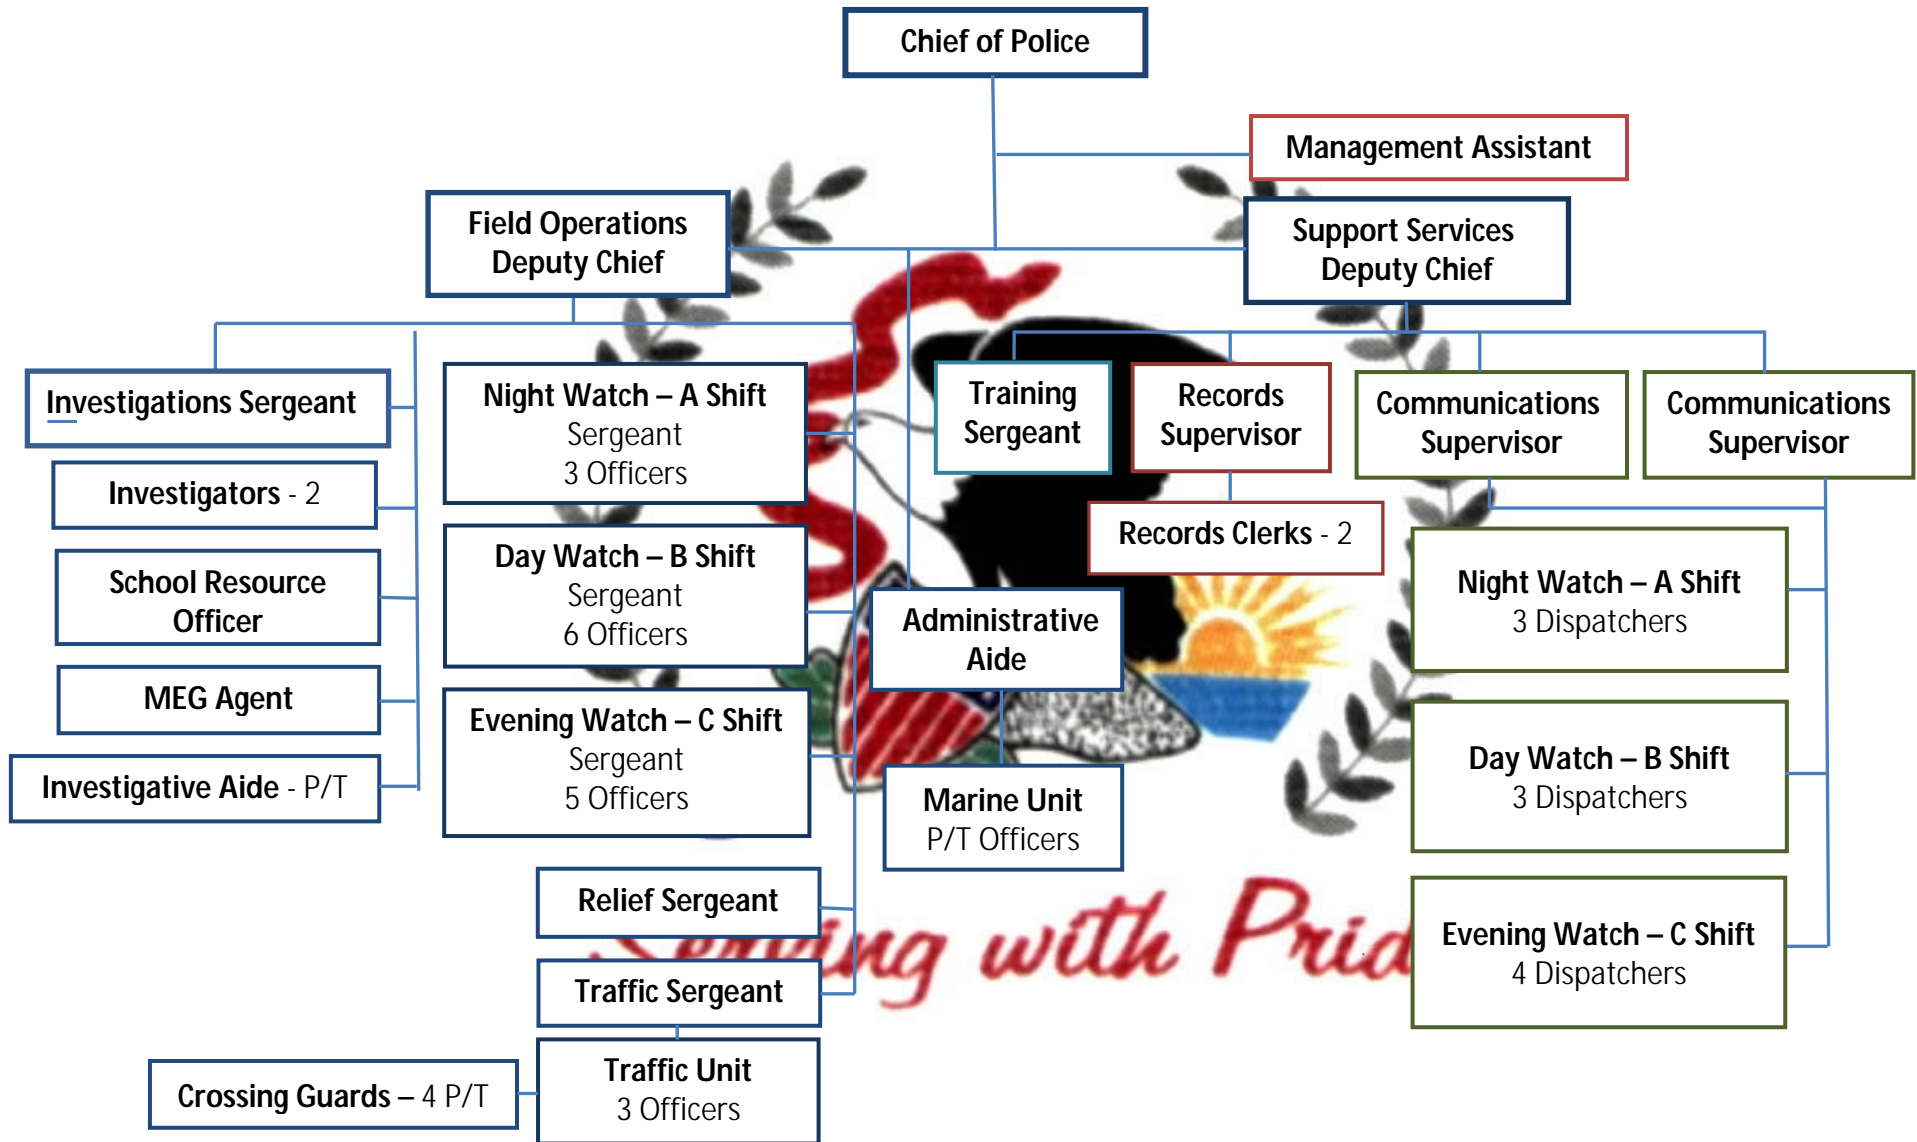 Chief of Police
Management Assistant
Field Operations
Deputy Chief
Support Services
Deputy Chief
Investigations Sergeant
Investigators - 2
School Resource
Officer
MEG Agent
Investigative Aide - P/T
Night Watch – A Shift
Sergeant
3 Officers
Day Watch – B Shift
Sergeant
6 Officers
Evening Watch – C Shift
Sergeant
5 Officers
Relief Sergeant
Traffic Sergeant
Traffic Unit
3 Officers
Crossing Guards – 4 P/T
Administrative
Aide
Marine Unit
P/T Officers
Training
Sergeant
Records
Supervisor
Records Clerks - 2
Communications
Supervisor
Communications
Supervisor
Night Watch – A Shift
3 Dispatchers
Day Watch – B Shift
3 Dispatchers
Evening Watch – C Shift
4 Dispatchers
Serving with Prid